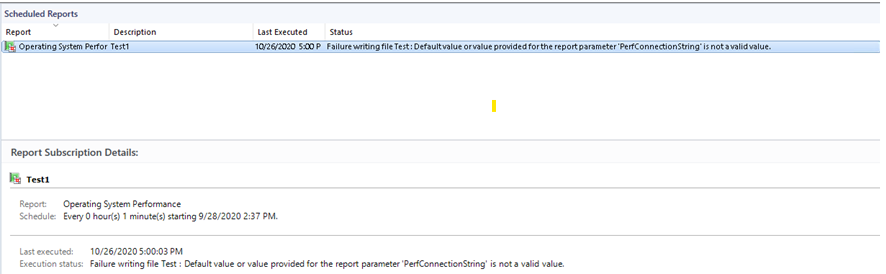 Scheduled Reports
Report Description Last Executed Status
Operating System Perfor Test1 10/26/2020 5:00 P Failure writing file Test : Default value or value provided for the report parameter 'PerfConnectionString' is not a valid value.
Report Subscription Details:
Test1
Report: Operating System Performance
Schedule: Every 0 hour(s) 1 minute(s) starting 9/28/2020 2:37 PM.
Last executed: 10/26/2020 5:00:03 PM
Execution status: Failure writing file Test : Default value or value provided for the report parameter 'PerfConnectionString' is not a valid value.